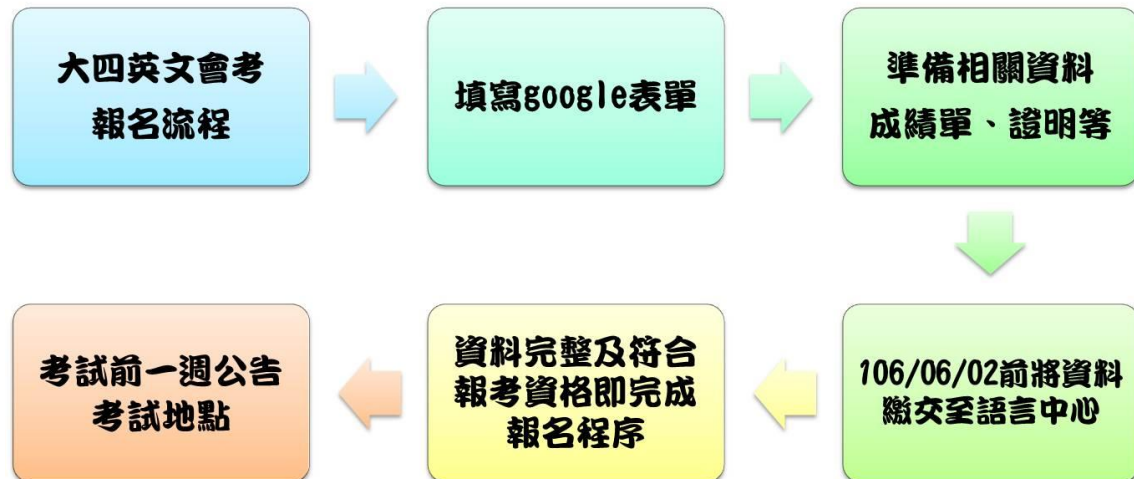 大四英文會考
報名流程
填寫google表單
準備相關資料
成績單、證明等
106/06/02前將資料
繳交至語言中心
資料完整及符合
報考資格即完成
報名程序
考試前一週公告
考試地點